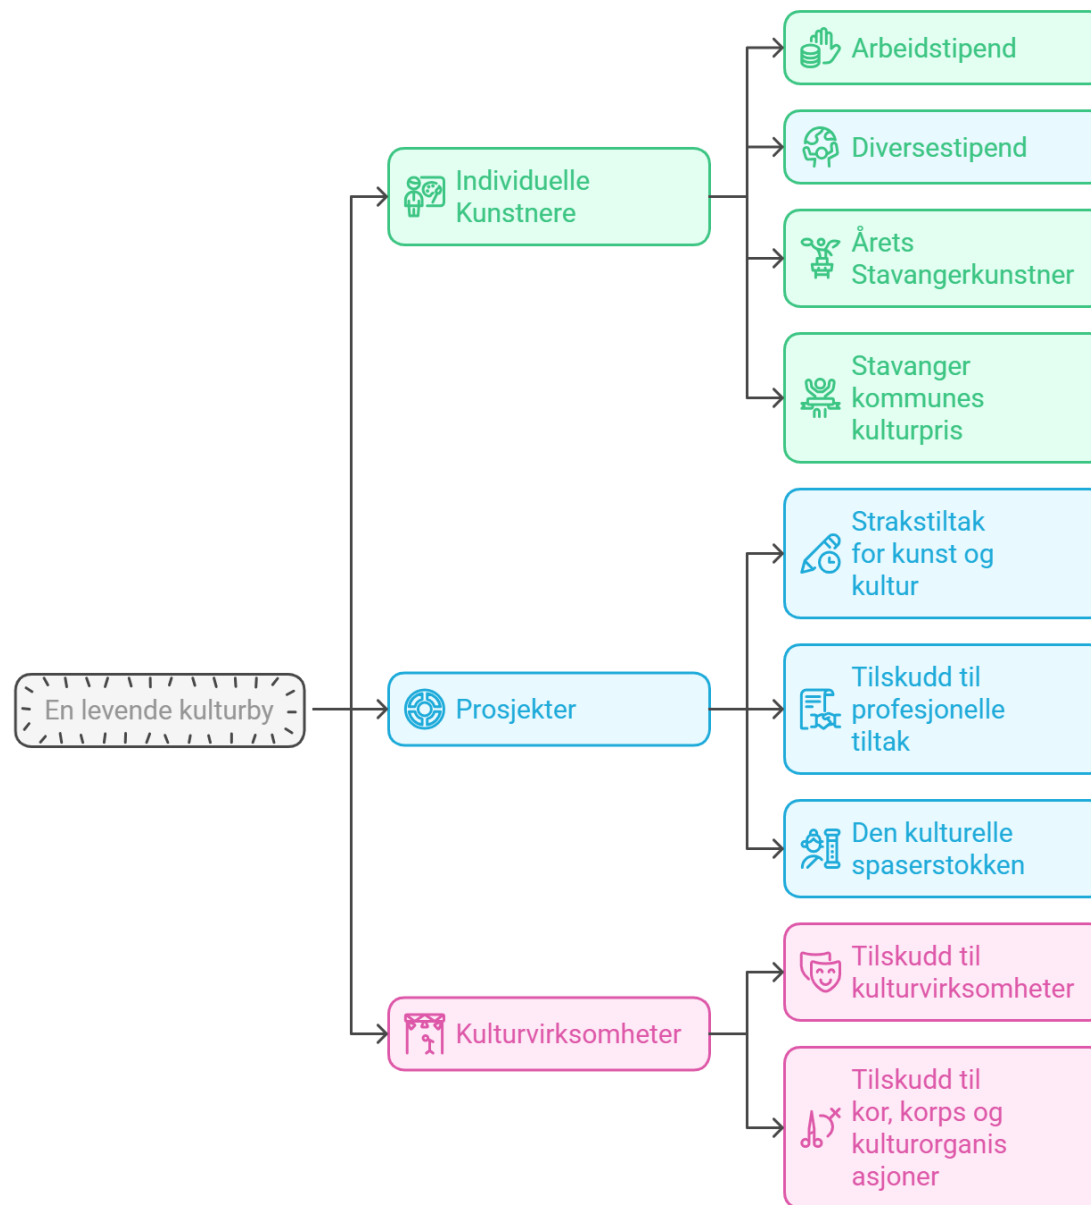 En levende kulturby
Individuelle
Kunstnere
Arbeidstipend
Diversestipend
Årets
Stavangerkunstner
Stavanger
kommunes
kulturpris
Prosjekter
Strakstiltak
for kunst og
kultur
Tilskudd til
profesjonelle
tiltak
Den kulturelle
spaserstokken
Kulturvirksomheter
Tilskudd til
kulturvirksomheter
Tilskudd til
kor, korps og
kulturorganis
asjoner